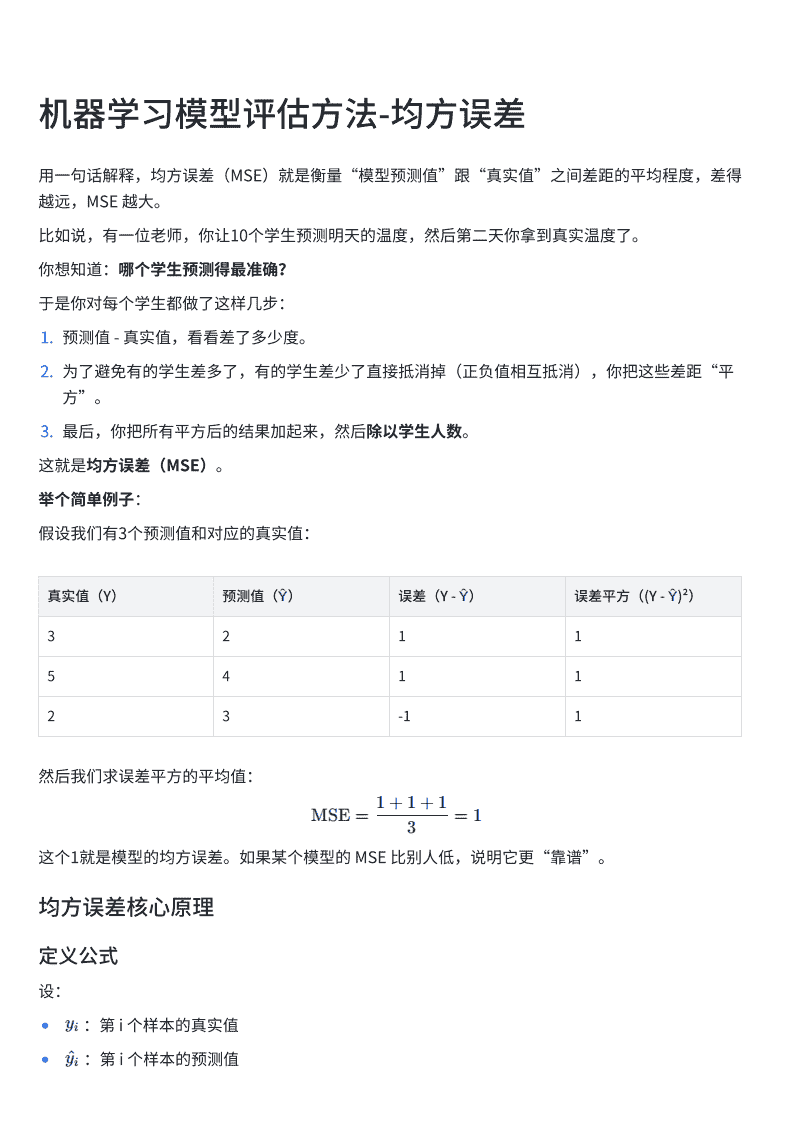 机器学习模型评估方法-均方误差
用一句话解释，均方误差（MSE）就是衡量“模型预测值”跟“真实值”之间差距的平均程度，差得
越远，MSE 越大。
比如说，有一位老师，你让10个学生预测明天的温度，然后第二天你拿到真实温度了。
你想知道：哪个学生预测得最准确？
于是你对每个学生都做了这样几步：
1. 预测值 - 真实值，看看差了多少度。
2. 为了避免有的学生差多了，有的学生差少了直接抵消掉（正负值相互抵消），你把这些差距“平
方”。
3. 最后，你把所有平方后的结果加起来，然后除以学生人数。
这就是均方误差（MSE）。
举个简单例子：
假设我们有3个预测值和对应的真实值：
真实值（Y） 预测值（Ŷ） 误差（Y - Ŷ） 误差平方（(Y - Ŷ)²）
3 2 1 1
5 4 1 1
2 3 -1 1
然后我们求误差平方的平均值：
MSE = (1 + 1 + 1) / 3 = 1
这个1就是模型的均方误差。如果某个模型的 MSE 比别人低，说明它更“靠谱”。
均方误差核心原理
定义公式
设：
• yᵢ ：第 i 个样本的真实值
• ŷᵢ ：第 i 个样本的预测值